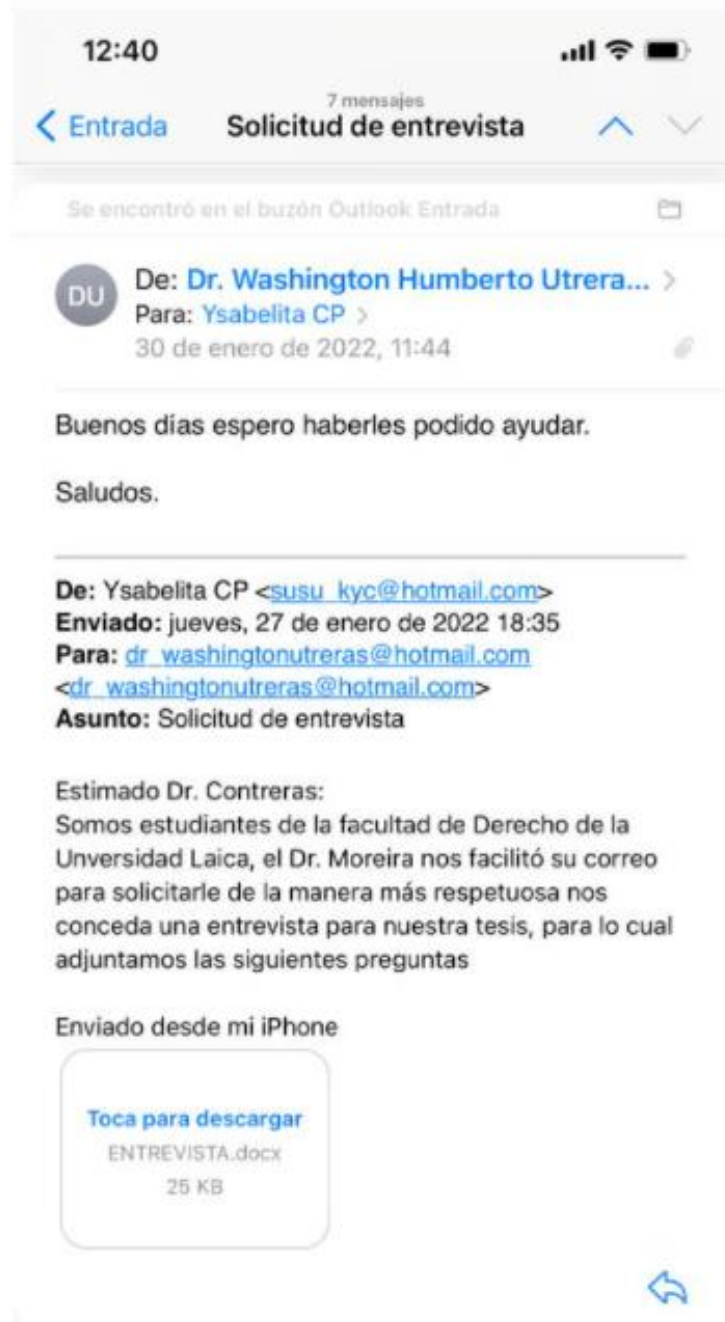 12:40
7 mensajes
Entrada
Solicitud de entrevista
Se encontró en el buzón Outlook Entrada
DU
De: Dr. Washington Humberto Utrera...
Para: Ysabelita CP
30 de enero de 2022, 11:44
Buenos días espero haberles podido ayudar.
Saludos.
De: Ysabelita CP <susu_kyc@hotmail.com>
Enviado: jueves, 27 de enero de 2022 18:35
Para: dr_washingtonutreras@hotmail.com
<dr_washingtonutreras@hotmail.com>
Asunto: Solicitud de entrevista
Estimado Dr. Contreras:
Somos estudiantes de la facultad de Derecho de la
Unversidad Laica, el Dr. Moreira nos facilitó su correo
para solicitarle de la manera más respetuosa nos
conceda una entrevista para nuestra tesis, para lo cual
adjuntamos las siguientes preguntas
Enviado desde mi iPhone
Toca para descargar
ENTREVISTA.docx
25 KB